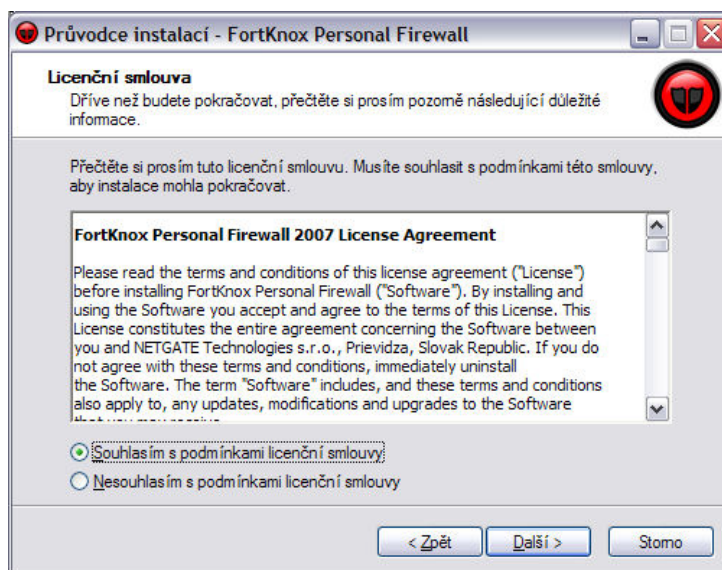 Průvodce instalací - FortKnox Personal Firewall
Licenční smlouva
Dříve než budete pokračovat, přečtěte si prosím pozorně následující důležité
informace.
Přečtěte si prosím tuto licenční smlouvu. Musíte souhlasit s podmínkami této smlouvy,
aby instalace mohla pokračovat.
FortKnox Personal Firewall 2007 License Agreement
Please read the terms and conditions of this license agreement ("License")
before installing FortKnox Personal Firewall ("Software"). By installing and
using the Software you accept and agree to the terms of this License. This
License constitutes the entire agreement concerning the Software between
you and NETGATE Technologies s.r.o., Prievidza, Slovak Republic. If you do
not agree with these terms and conditions, immediately uninstall
the Software. The term "Software" includes, and these terms and conditions
also apply to, any updates, modifications and upgrades to the Software
that you may receive
Souhlasím s podmínkami licenční smlouvy
Nesouhlasím s podmínkami licenční smlouvy
< Zpět
Další >
Storno